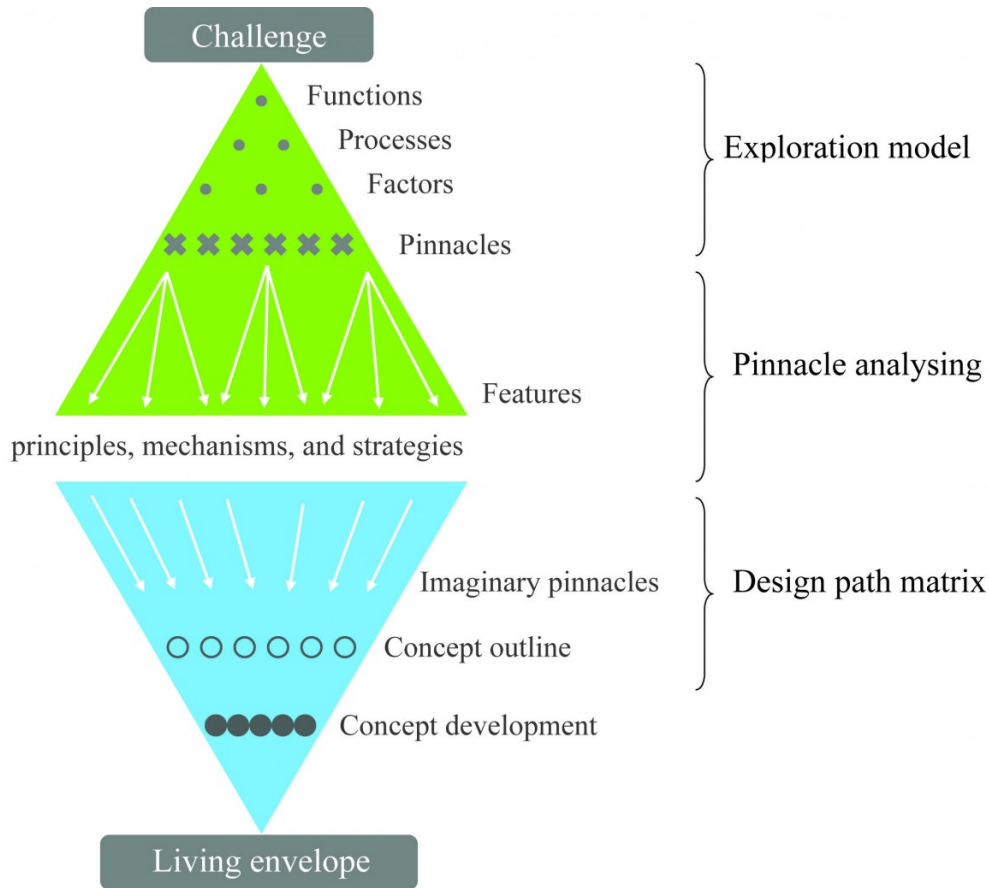 Challenge
Functions
Processes
Factors
Pinnacles
Exploration model
Features
Pinnacle analysing
principles, mechanisms, and strategies
Imaginary pinnacles
Design path matrix
Concept outline
Concept development
Living envelope